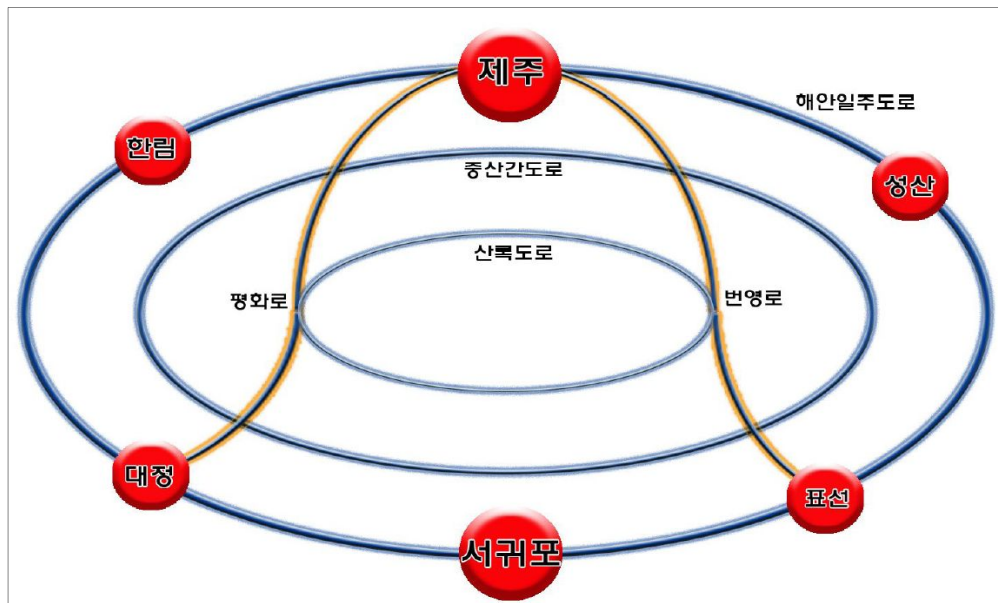 제주
해안일주도로
한림
중산간도로
성산
산록도로
평화로
번영로
대정
표선
서귀포